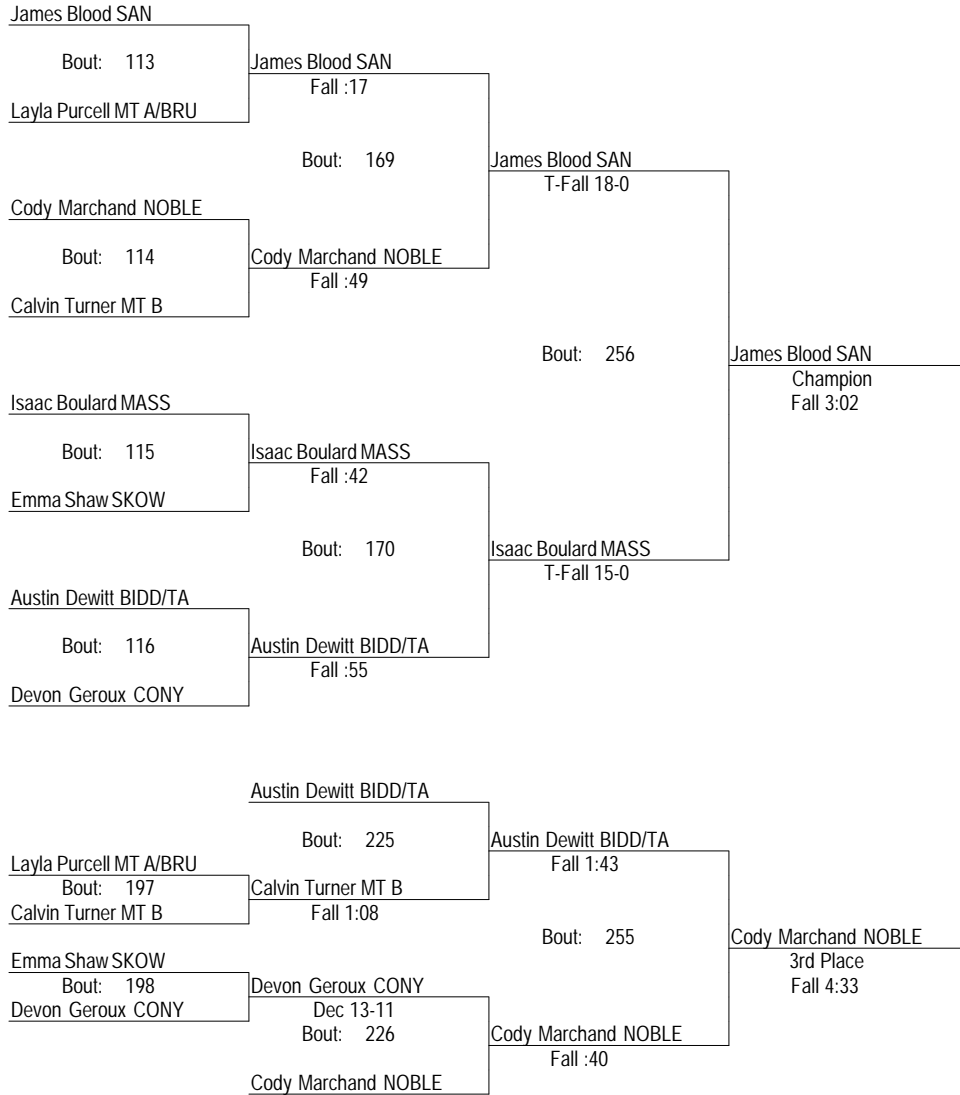 James Blood SAN
Bout: 113
James Blood SAN
Fall :17
Layla Purcell MT A/BRU
Bout: 169
James Blood SAN
T-Fall 18-0
Cody Marchand NOBLE
Bout: 114
Cody Marchand NOBLE
Fall :49
Calvin Turner MT B
Bout: 256
James Blood SAN
Champion
Fall 3:02
Isaac Boulard MASS
Bout: 115
Isaac Boulard MASS
Fall :42
Emma Shaw SKOW
Bout: 170
Isaac Boulard MASS
T-Fall 15-0
Austin Dewitt BIDD/TA
Bout: 116
Austin Dewitt BIDD/TA
Fall :55
Devon Geroux CONY
Austin Dewitt BIDD/TA
Bout: 225
Austin Dewitt BIDD/TA
Fall 1:43
Layla Purcell MT A/BRU
Bout: 197
Calvin Turner MT B
Calvin Turner MT B
Fall 1:08
Bout: 255
Cody Marchand NOBLE
3rd Place
Fall 4:33
Emma Shaw SKOW
Bout: 198
Devon Geroux CONY
Devon Geroux CONY
Dec 13-11
Bout: 226
Cody Marchand NOBLE
Fall :40
Cody Marchand NOBLE